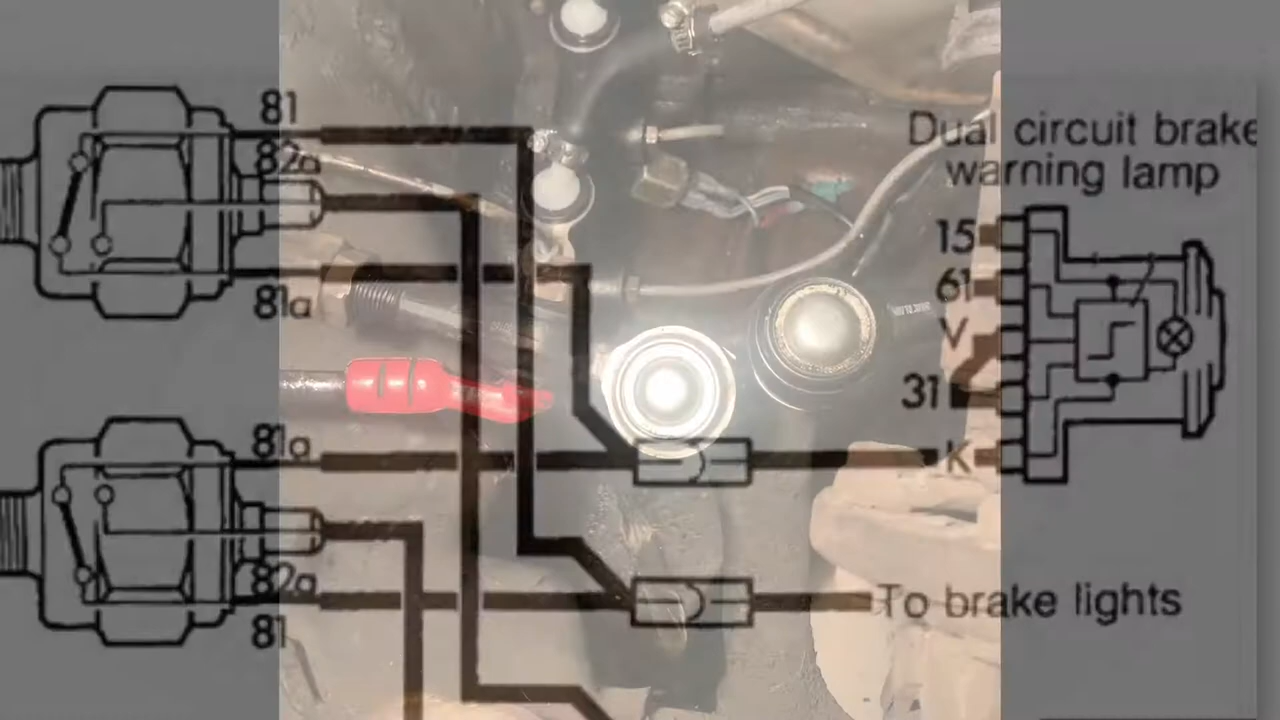 81
82a
81a
Dual circuit brake
warning lamp
15
61
V
31
K
81a
82a
81
To brake lights